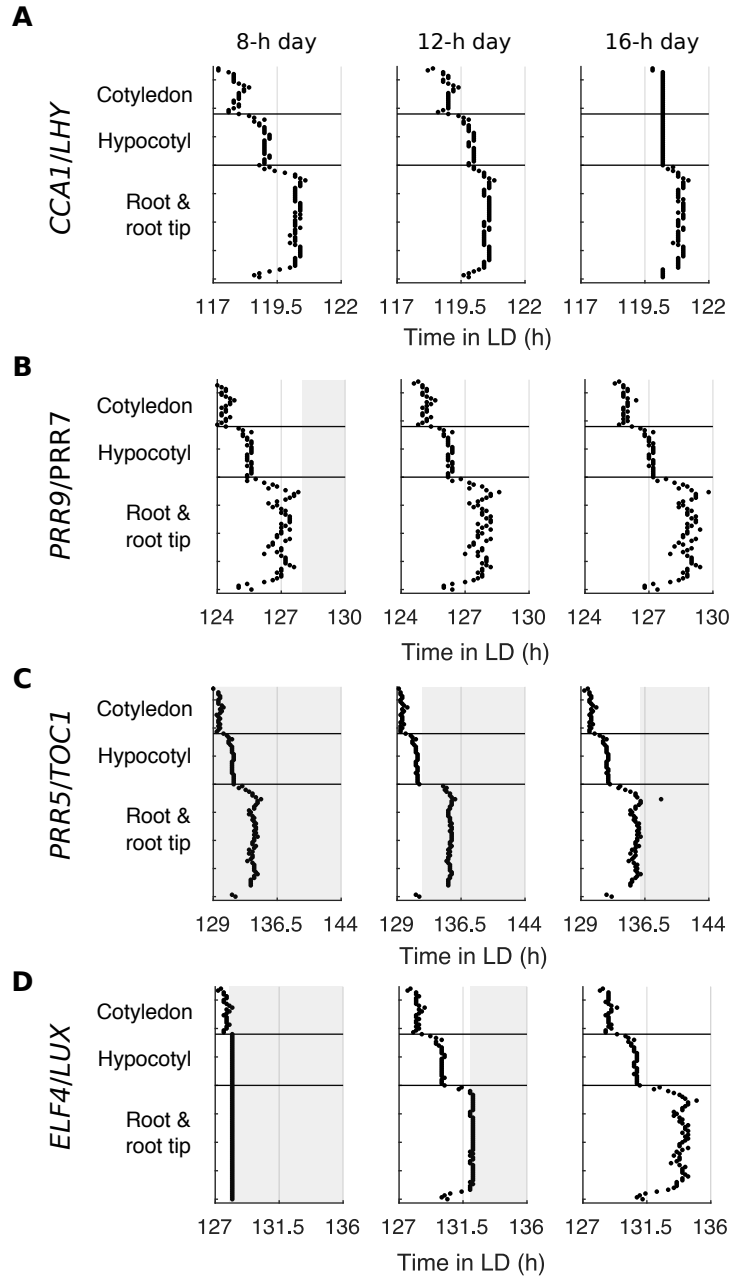 A
8-h day 12-h day 16-h day
CCA1/LHY
Cotyledon
Hypocotyl
Root &
root tip
117 119.5 122 117 119.5 122 117 119.5 122
Time in LD (h)
B
PRR9/PRR7
Cotyledon
Hypocotyl
Root &
root tip
124 127 130 124 127 130 124 127 130
Time in LD (h)
C
PRR5/TOC1
Cotyledon
Hypocotyl
Root &
root tip
129 136.5 144 129 136.5 144 129 136.5 144
Time in LD (h)
D
ELF4/LUX
Cotyledon
Hypocotyl
Root &
root tip
127 131.5 136 127 131.5 136 127 131.5 136
Time in LD (h)